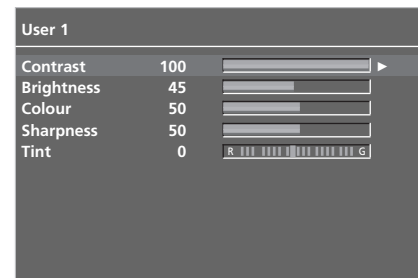 User 1
Contrast 100
Brightness 45
Colour 50
Sharpness 50
Tint 0 R G